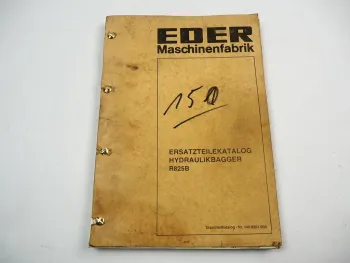 EDER
Maschinenfabrik
150
ERSATZTEILEKATALOG
HYDRAULIKBAGGER
R825B